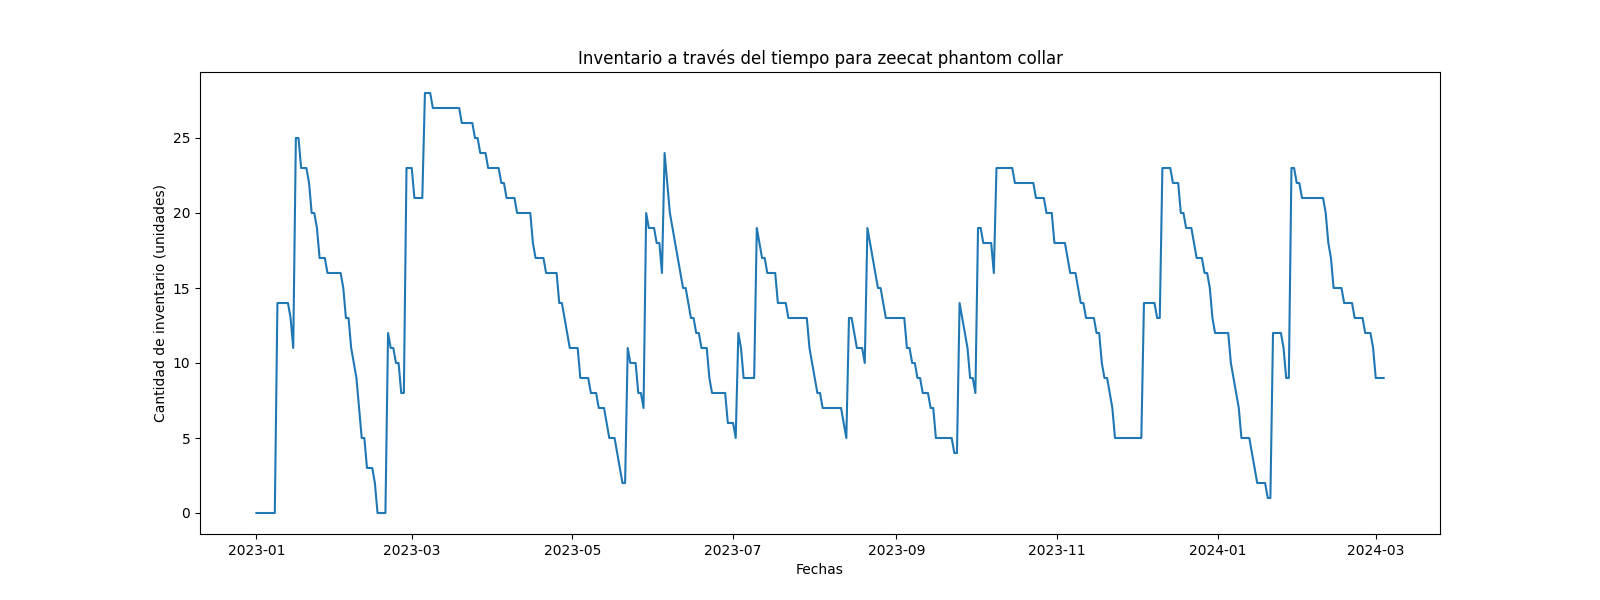 Inventario a través del tiempo para zeecat phantom collar
Cantidad de inventario (unidades)
25
20
15
10
5
0
2023-01 2023-03 2023-05 2023-07 2023-09 2023-11 2024-01 2024-03
Fechas